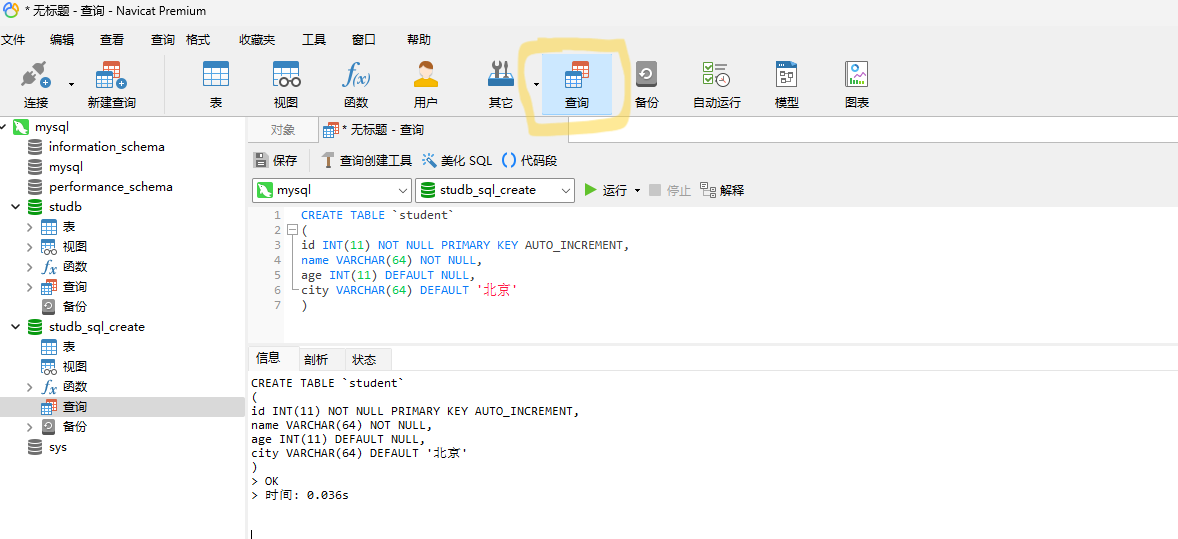 * 无标题 - 查询 - Navicat Premium
文件 编辑 查看 查询 格式 收藏夹 工具 窗口 帮助
连接 新建查询 表 视图 函数 用户 其它 查询 备份 自动运行 模型 图表
mysql
information_schema
mysql
performance_schema
studb
表
视图
函数
查询
备份
studb_sql_create
表
视图
函数
查询
备份
sys
对象 * 无标题 - 查询
保存 查询创建工具 美化 SQL 代码段
mysql studb_sql_create 运行 停止 解释
1 CREATE TABLE `student`
2 (
3 id INT(11) NOT NULL PRIMARY KEY AUTO_INCREMENT,
4 name VARCHAR(64) NOT NULL,
5 age INT(11) DEFAULT NULL,
6 city VARCHAR(64) DEFAULT '北京'
7 )
信息 剖析 状态
CREATE TABLE `student`
(
id INT(11) NOT NULL PRIMARY KEY AUTO_INCREMENT,
name VARCHAR(64) NOT NULL,
age INT(11) DEFAULT NULL,
city VARCHAR(64) DEFAULT '北京'
)
> OK
> 时间: 0.036s